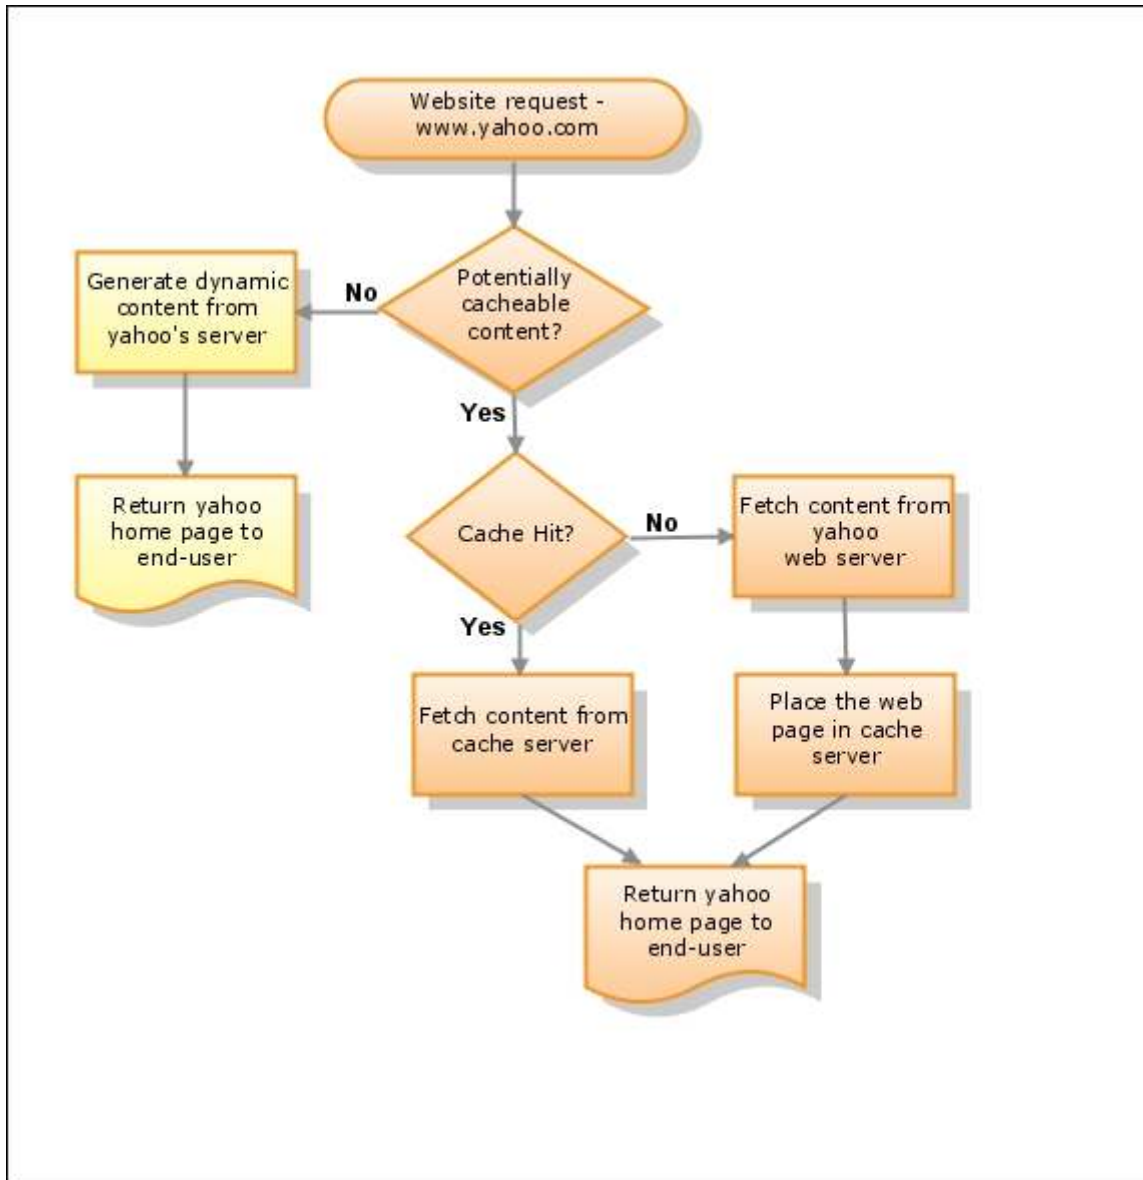 Website request -
www.yahoo.com
Potentially
cacheable
content?
No
Generate dynamic
content from
yahoo's server
Return yahoo
home page to
end-user
Yes
Cache Hit?
No
Fetch content from
yahoo
web server
Place the web
page in cache
server
Yes
Fetch content from
cache server
Return yahoo
home page to
end-user